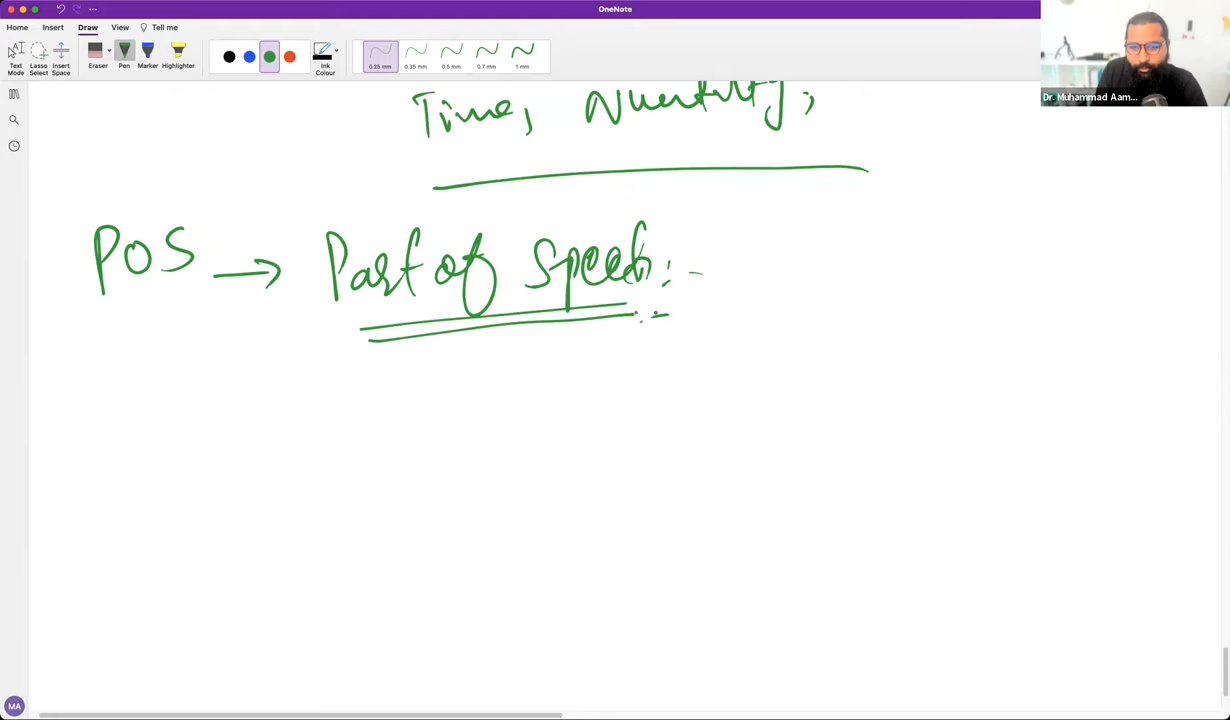 OneNote
Home Insert Draw View Tell me
Text Mode Lasso Select Insert Space Eraser Pen Marker Highlighter Ink Colour 0.25 mm 0.35 mm 0.5 mm 0.7 mm 1 mm
Dr. Muhammad Aam...
Time, Quantity,
POS → Part of Speech:-
MA